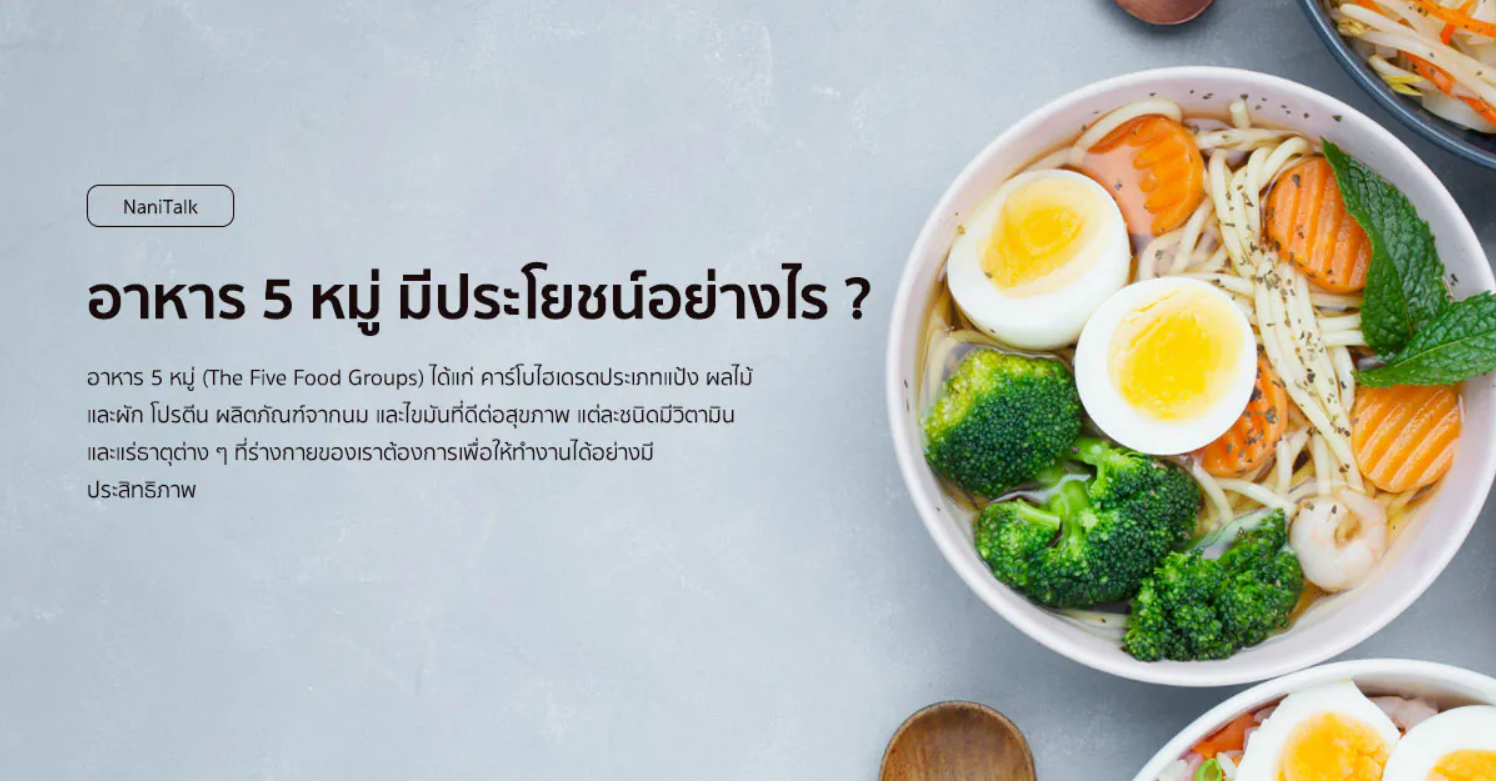 NaniTalk
อาหาร 5 หมู่ มีประโยชน์อย่างไร ?
อาหาร 5 หมู่ (The Five Food Groups) ได้แก่ คาร์โบไฮเดรตประเภทแป้ง ผลไม้
และผัก โปรตีน ผลิตภัณฑ์จากนม และไขมันที่ดีต่อสุขภาพ แต่ละชนิดมีวิตามิน
และแร่ธาตุต่าง ๆ ที่ร่างกายของเราต้องการเพื่อให้ทำงานได้อย่างมี
ประสิทธิภาพ